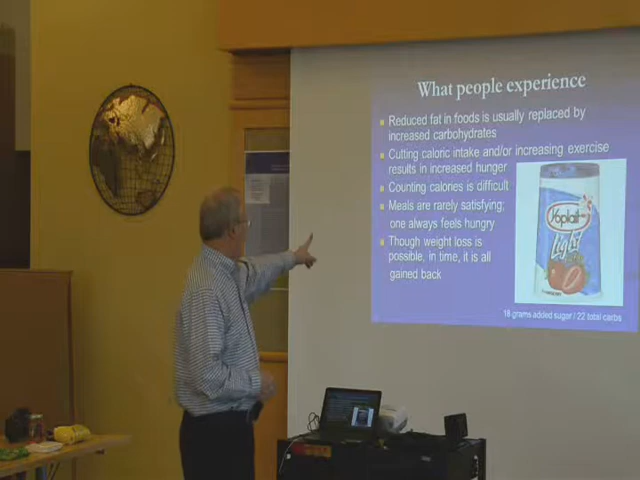 What people experience
Reduced fat in foods is usually replaced by
increased carbohydrates
Cutting caloric intake and/or increasing exercise
results in increased hunger
Counting calories is difficult
Meals are rarely satisfying;
one always feels hungry
Though weight loss is
possible, in time, it is all
gained back
Yoplait
light
18 grams added sugar / 22 total carbs